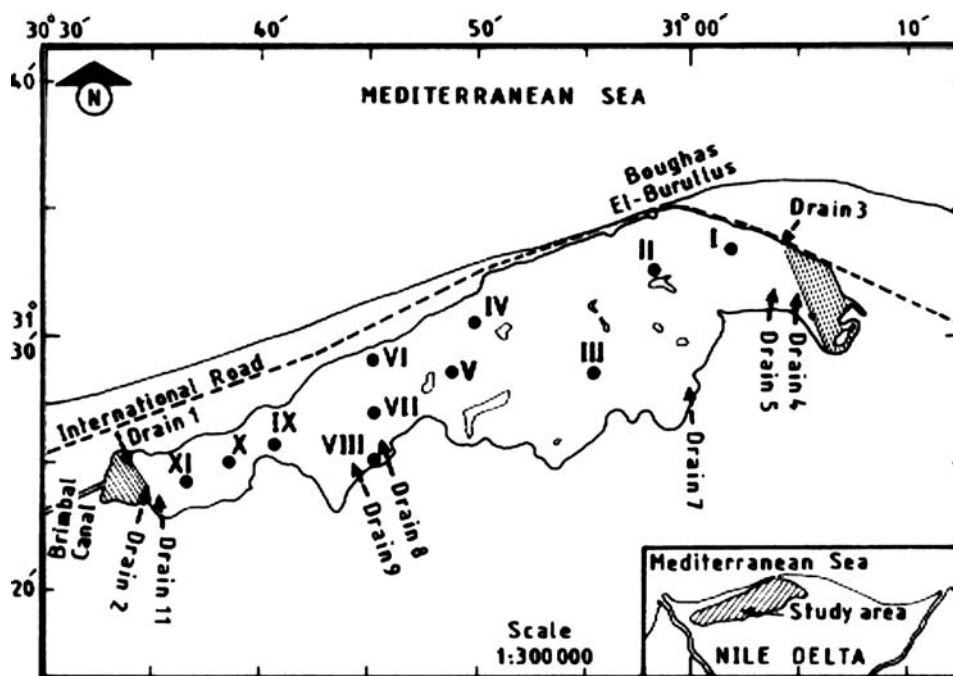 30° 30′
40′
50′
31° 00′
10′
40′
N
MEDITERRANEAN SEA
Boughas
El-Burullus
Drain 3
I
II
IV
31°
30′
VI
V
III
International Road
Drain 5
Drain 4
VII
Drain 1
IX
X
VIII
XI
Drain 7
Drain 8
Drain 9
Brimbal
Canal
Drain 2
Drain 11
20′
Scale
1:300 000
Mediterranean Sea
Study area
NILE DELTA